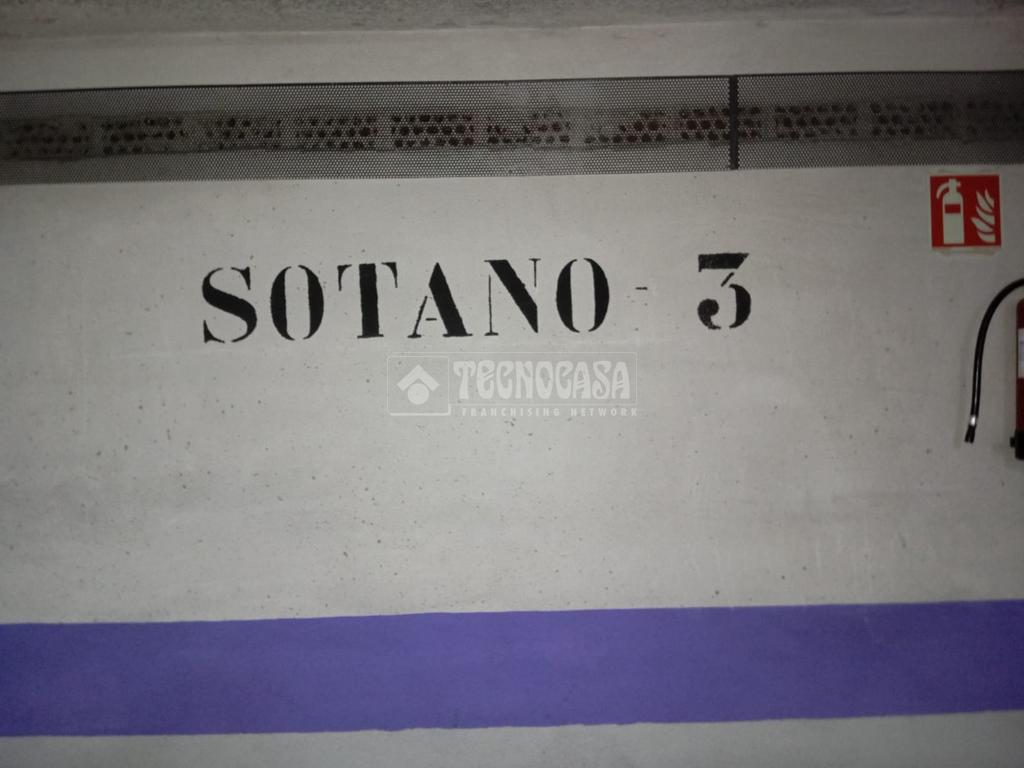 SOTANO - 3
TECNOCASA
FRANCHISING NETWORK